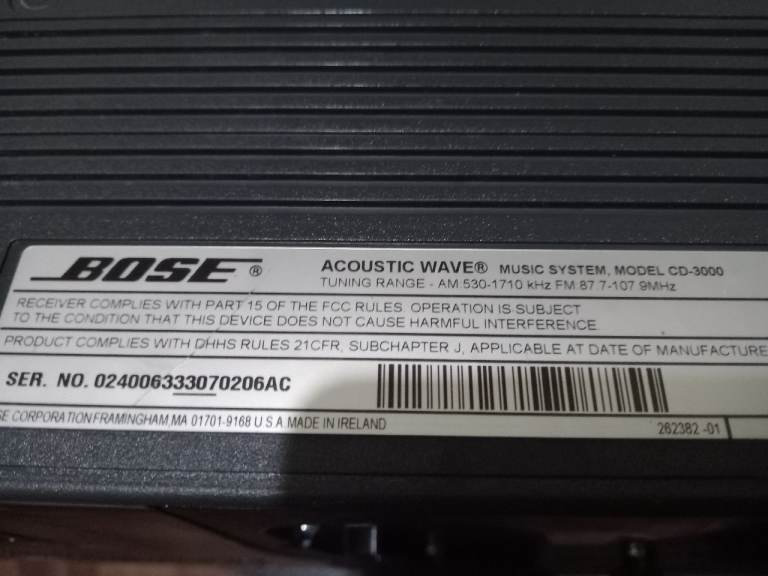 BOSE®
ACOUSTIC WAVE® MUSIC SYSTEM, MODEL CD-3000
TUNING RANGE - AM 530-1710 kHz FM 87.7-107.9MHz
RECEIVER COMPLIES WITH PART 15 OF THE FCC RULES. OPERATION IS SUBJECT
TO THE CONDITION THAT THIS DEVICE DOES NOT CAUSE HARMFUL INTERFERENCE.
PRODUCT COMPLIES WITH DHHS RULES 21CFR, SUBCHAPTER J, APPLICABLE AT DATE OF MANUFACTURE
SER. NO. 024006333070206AC
SE CORPORATION FRAMINGHAM, MA 01701-9168 U S A MADE IN IRELAND
262382 -01